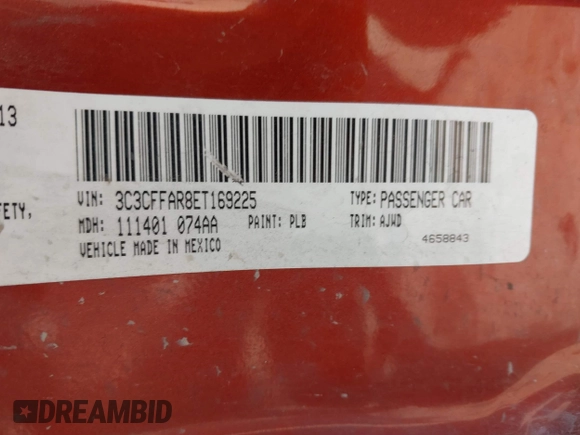 13
FETY,
VIN: 3C3CFFAR8ET169225 TYPE: PASSENGER CAR
MDH: 111401 074AA PAINT: PLB TRIM: AJWD
VEHICLE MADE IN MEXICO 4658843
DREAMBID